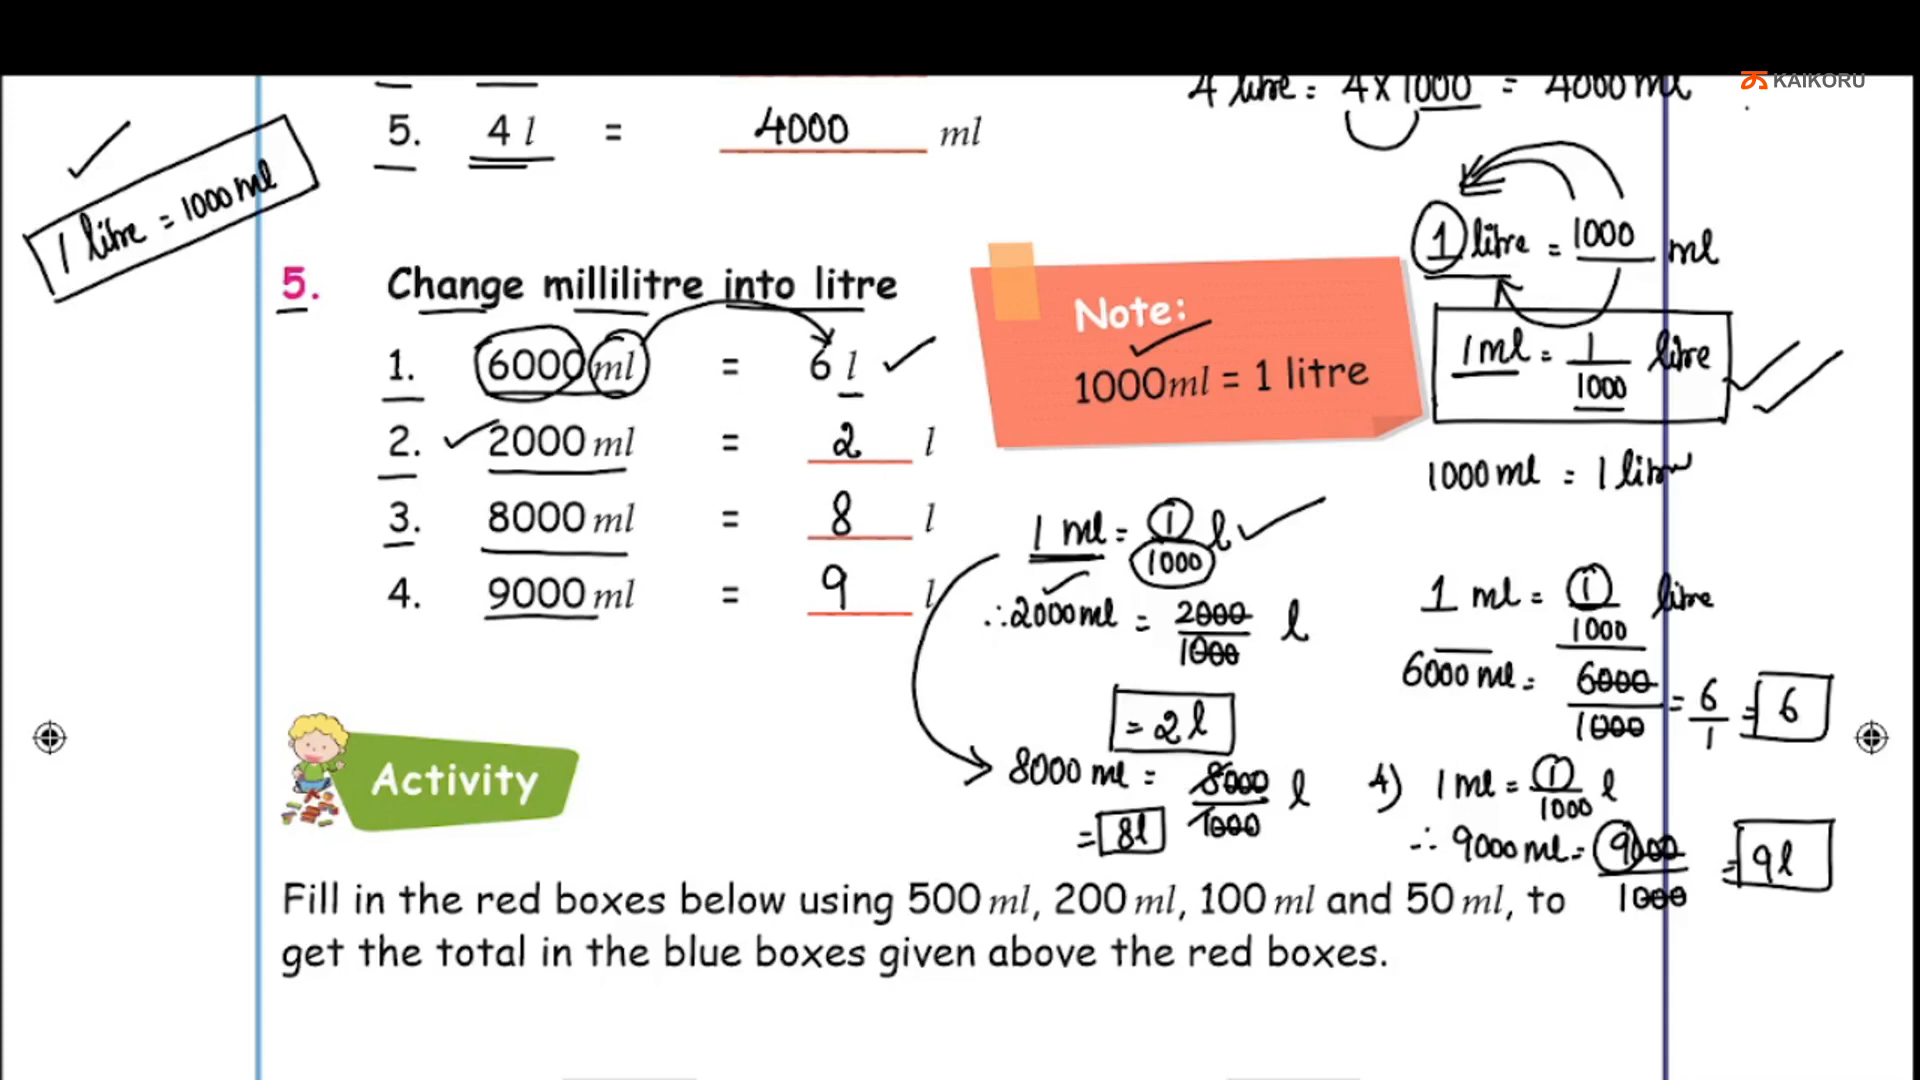 KAIKORU
4 litre = 4 x 1000 = 4000 ml
5. 4 l = 4000 ml
1 litre = 1000 ml
1 litre = 1000 ml
5. Change millilitre into litre
Note:
1000 ml = 1 litre
1 ml = 1/1000 litre
1. 6000 ml = 6 l
2. 2000 ml = 2 l
3. 8000 ml = 8 l
4. 9000 ml = 9 l
1000 ml = 1 litre
1 ml = 1/1000 l
∴ 2000 ml = 2000/1000 l
= 2 l
8000 ml = 8000/1000 l
= 8 l
1 ml = 1/1000 litre
6000 ml = 6000/1000 = 6/1 = 6
4) 1 ml = 1/1000 l
∴ 9000 ml = 9000/1000 = 9 l
Activity
Fill in the red boxes below using 500 ml, 200 ml, 100 ml and 50 ml, to
get the total in the blue boxes given above the red boxes.